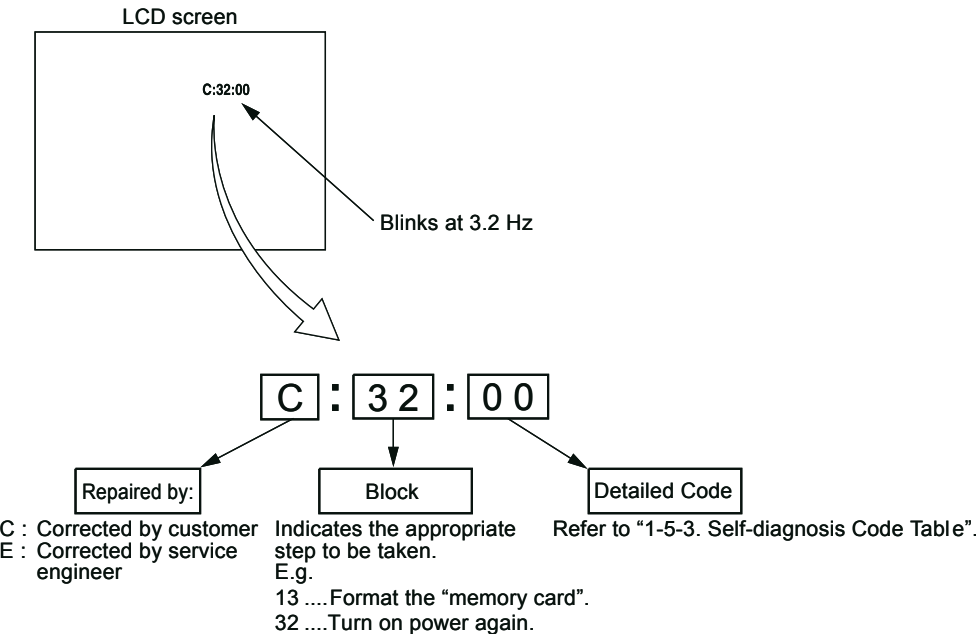 LCD screen
C:32:00
Blinks at 3.2 Hz
C : 32 : 00
Repaired by:
C : Corrected by customer
E : Corrected by service
engineer
Block
Indicates the appropriate
step to be taken.
E.g.
13 ....Format the “memory card”.
32 ....Turn on power again.
Detailed Code
Refer to “1-5-3. Self-diagnosis Code Table”.